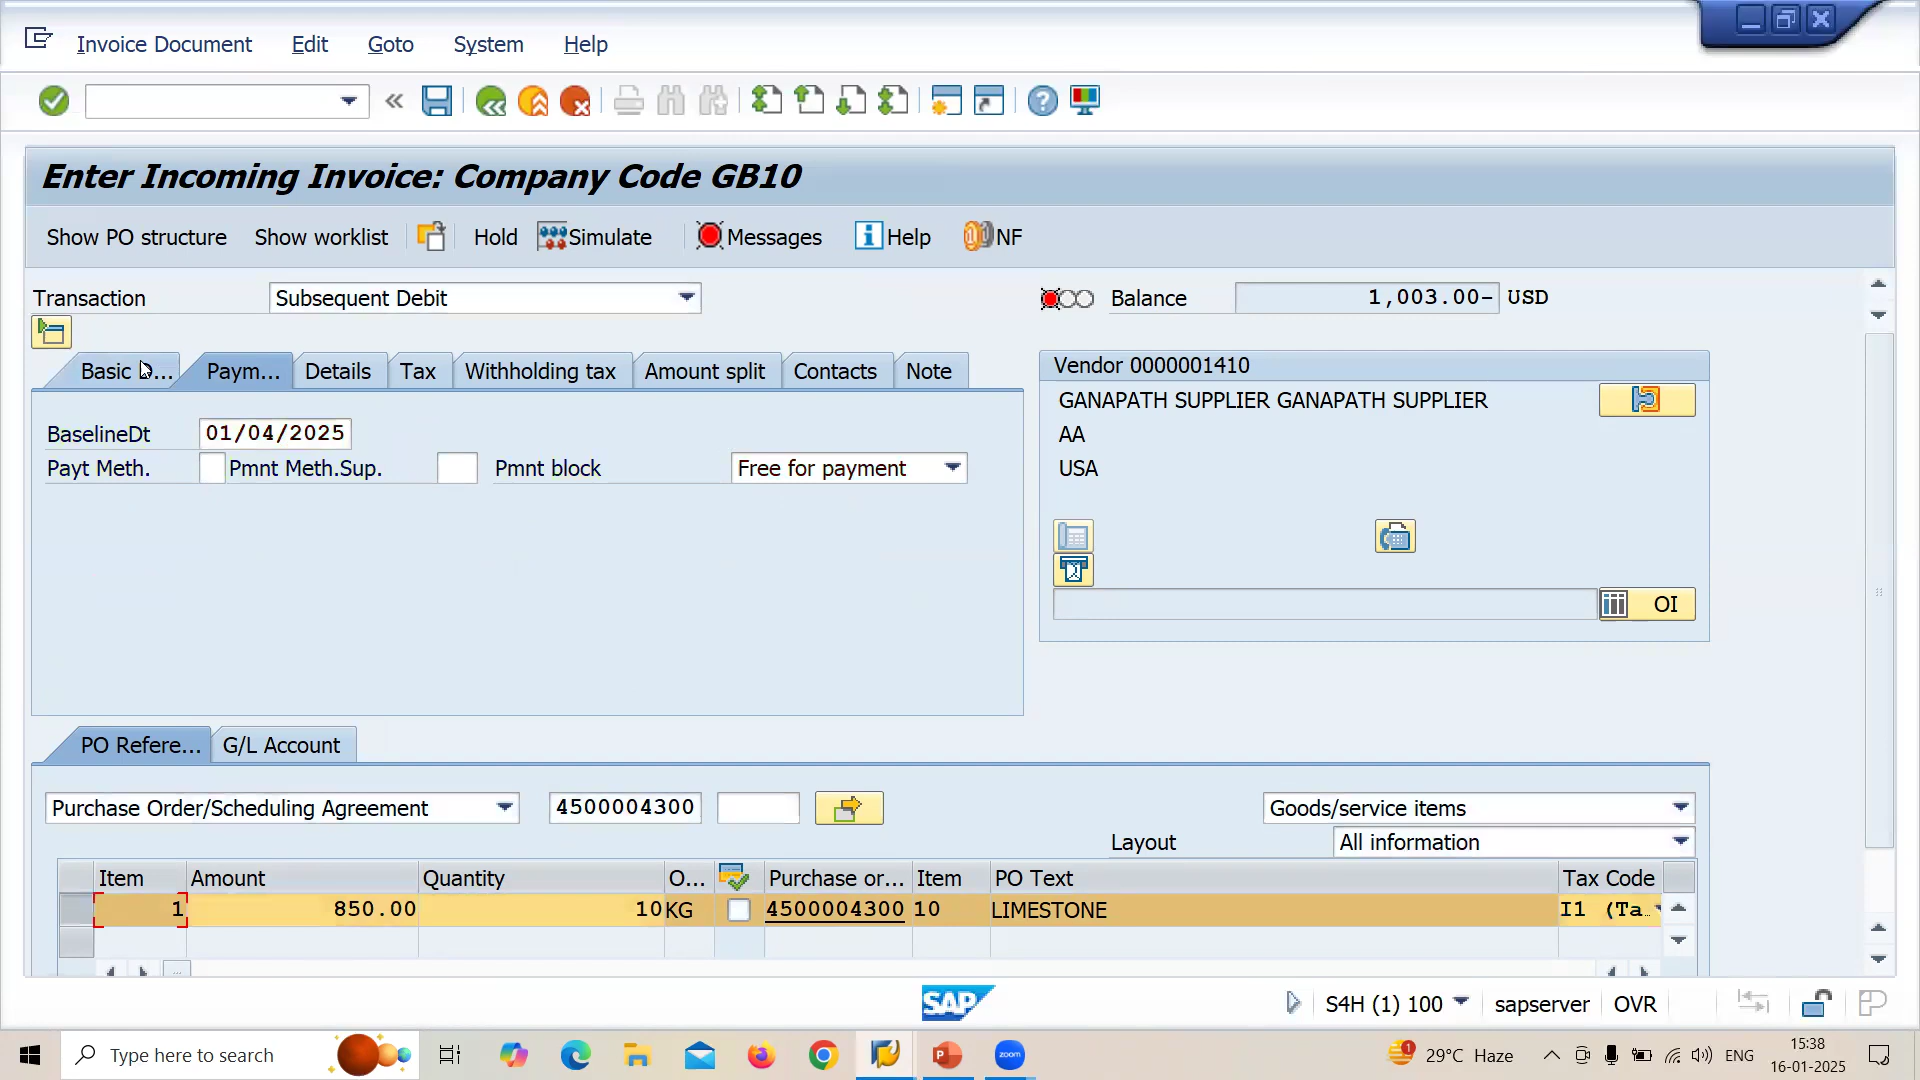 Invoice Document Edit Goto System Help
Enter Incoming Invoice: Company Code GB10
Show PO structure Show worklist Hold Simulate Messages Help NF
Transaction Subsequent Debit Balance 1,003.00- USD
Basic ... Paym... Details Tax Withholding tax Amount split Contacts Note
Vendor 0000001410
GANAPATH SUPPLIER GANAPATH SUPPLIER
AA
USA
OI
BaselineDt 01/04/2025
Payt Meth. Pmnt Meth.Sup. Pmnt block Free for payment
PO Refere... G/L Account
Purchase Order/Scheduling Agreement 4500004300 Goods/service items
Layout All information
Item Amount Quantity O... Purchase or... Item PO Text Tax Code
1 850.00 10 KG 4500004300 10 LIMESTONE I1 (Ta..
SAP S4H (1) 100 sapserver OVR
Type here to search zoom 1 29°C Haze ENG 15:38
16-01-2025